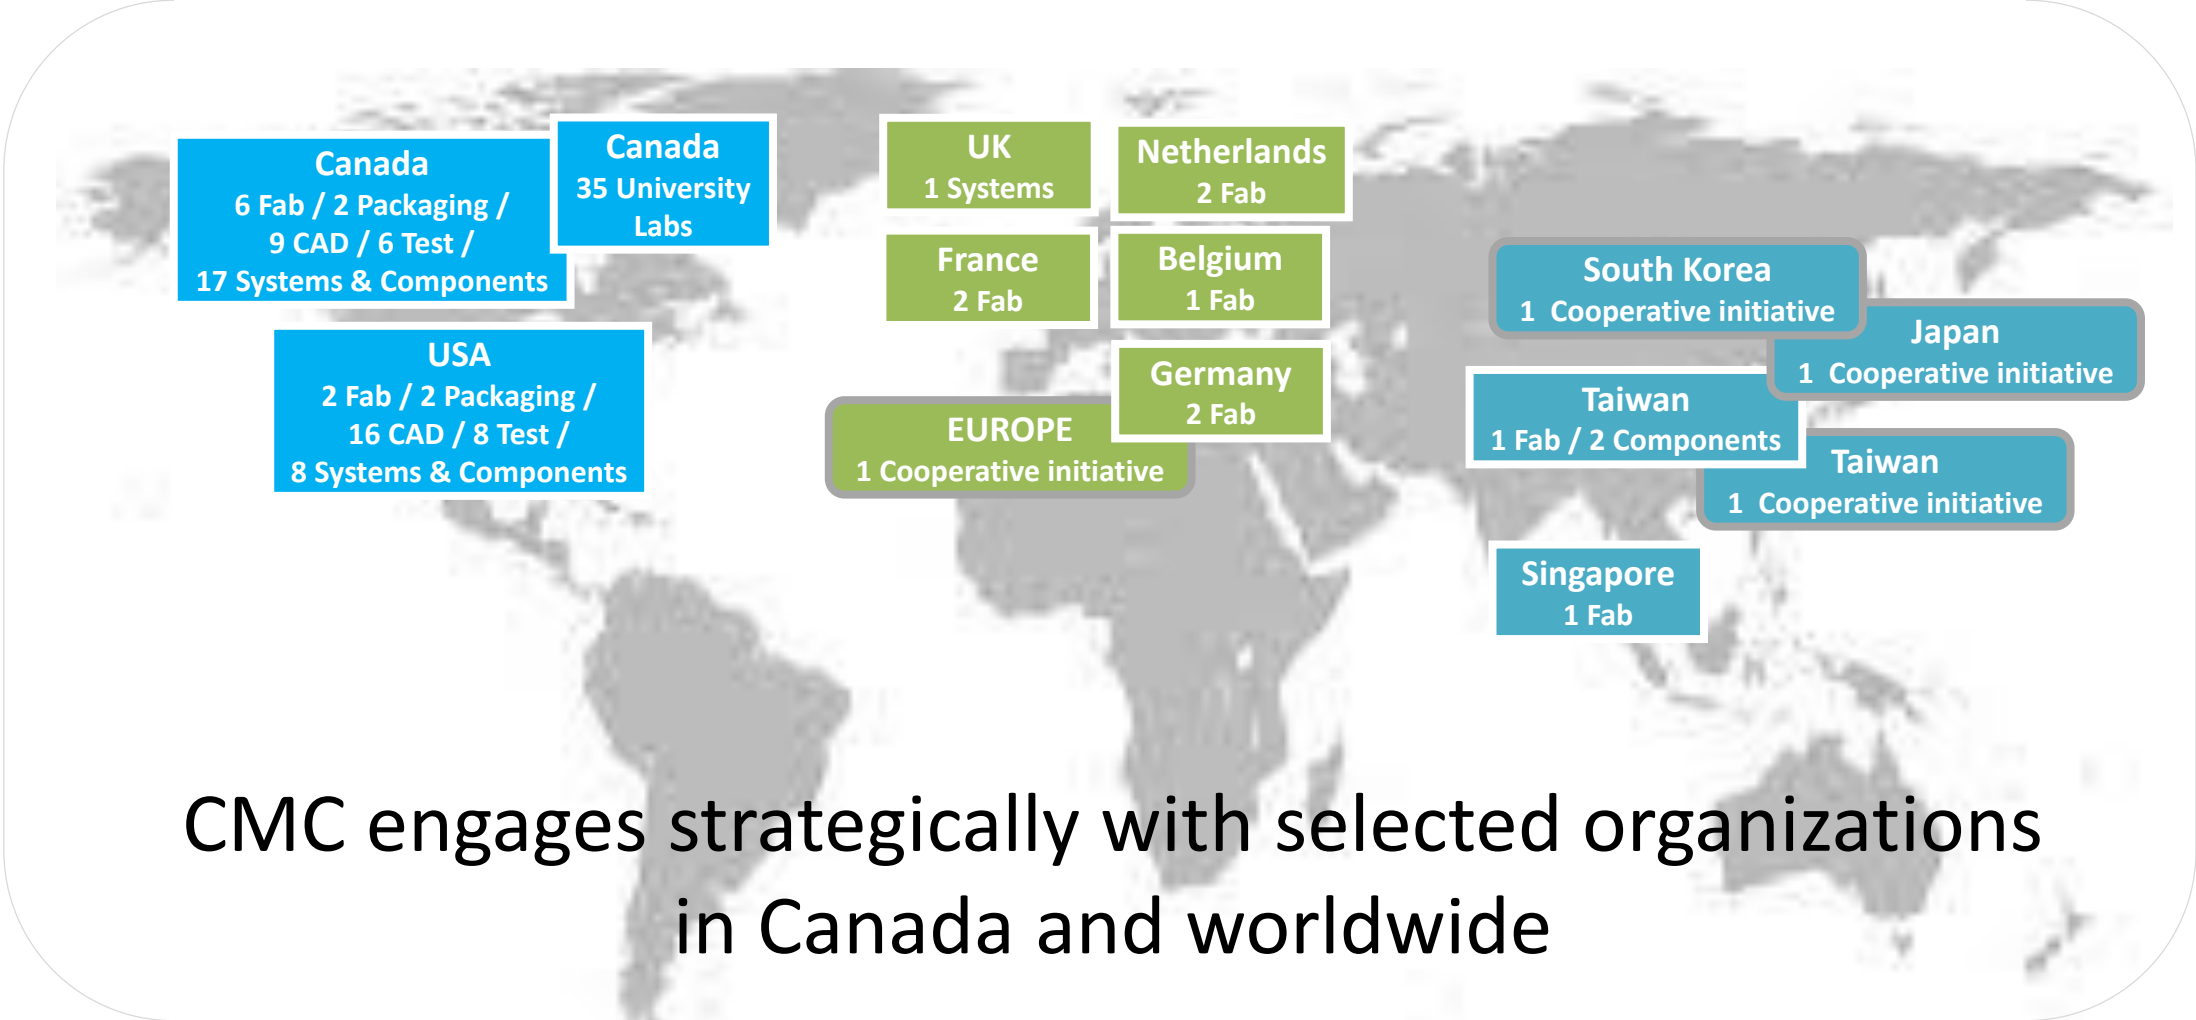 Canada
6 Fab / 2 Packaging /
9 CAD / 6 Test /
17 Systems & Components
Canada
35 University
Labs
USA
2 Fab / 2 Packaging /
16 CAD / 8 Test /
8 Systems & Components
UK
1 Systems
Netherlands
2 Fab
France
2 Fab
Belgium
1 Fab
Germany
2 Fab
EUROPE
1 Cooperative initiative
South Korea
1  Cooperative initiative
Japan
1  Cooperative initiative
Taiwan
1 Fab / 2 Components
Taiwan
1  Cooperative initiative
Singapore
1 Fab
CMC engages strategically with selected organizations
in Canada and worldwide